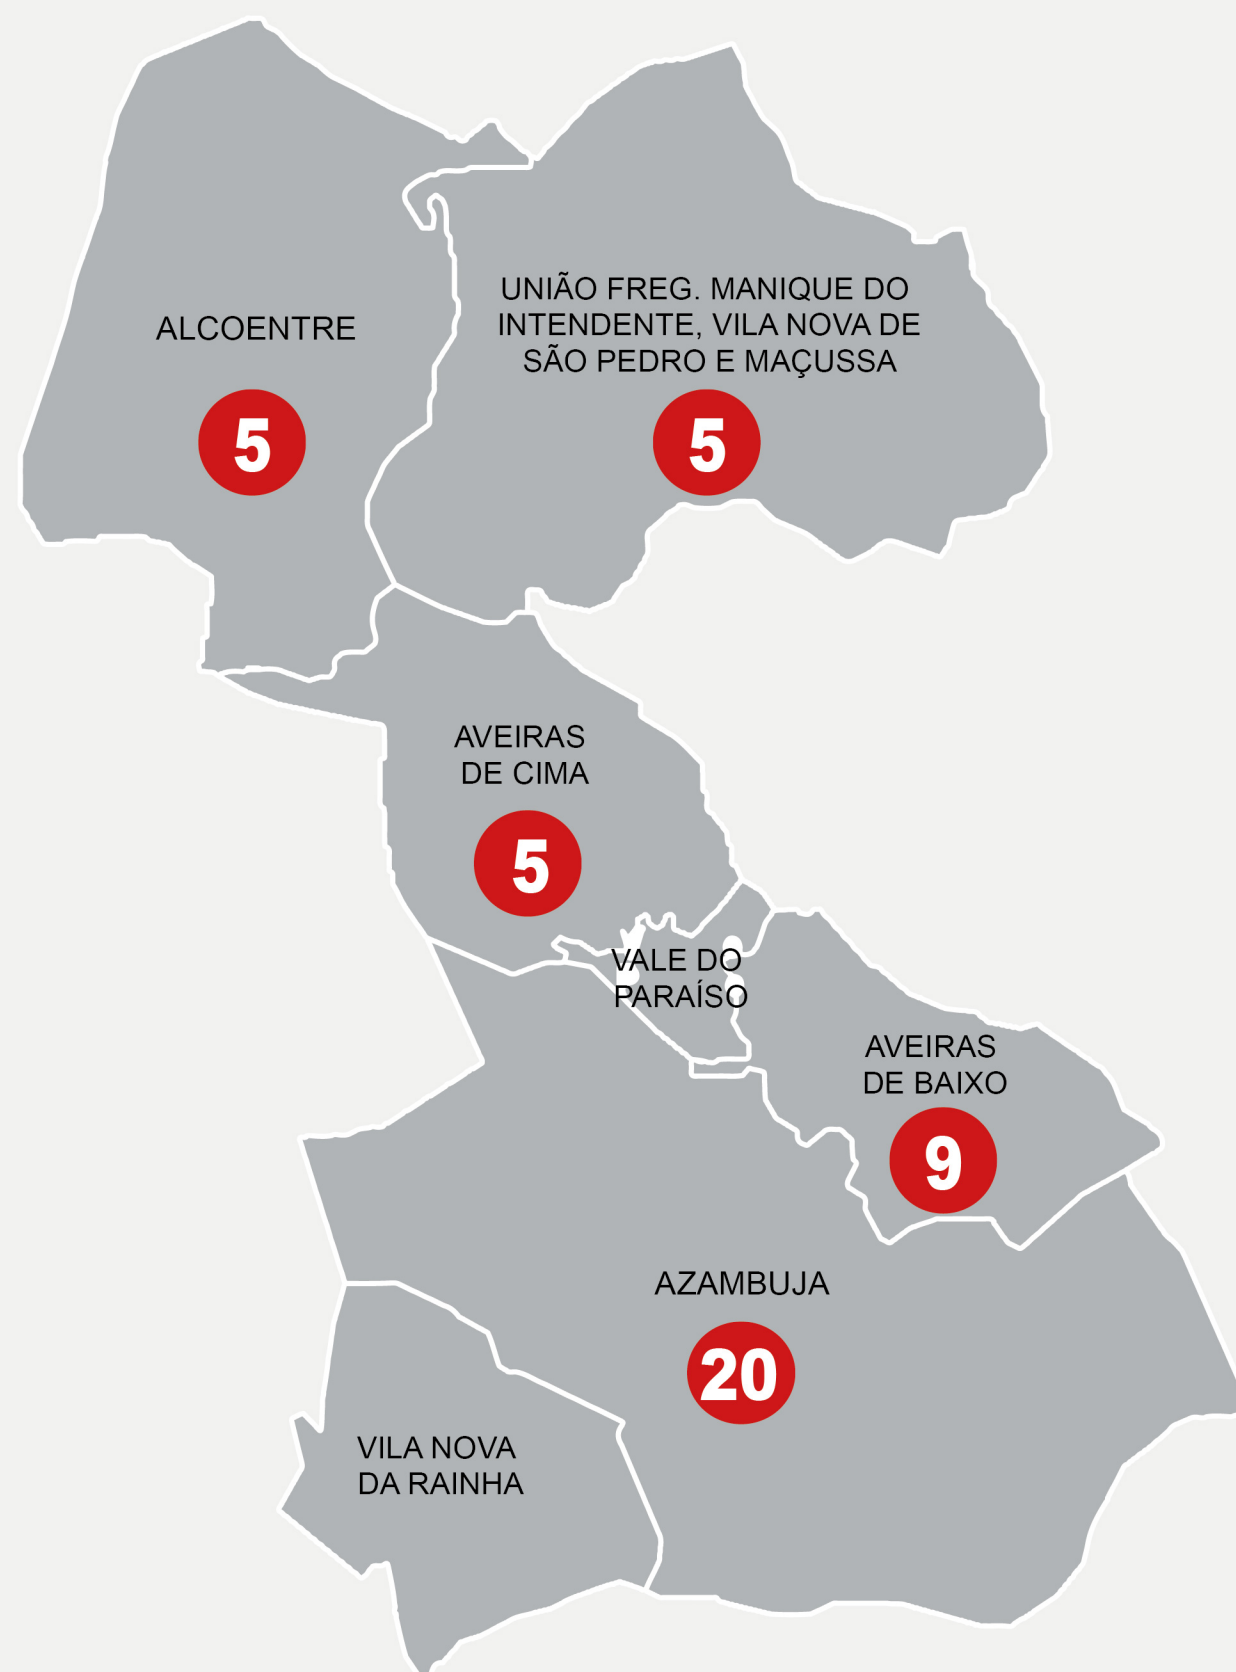 ALCOENTRE
5
UNIÃO FREG. MANIQUE DO
INTENDENTE, VILA NOVA DE
SÃO PEDRO E MAÇUSSA
5
AVEIRAS
DE CIMA
5
VALE DO
PARAÍSO
AVEIRAS
DE BAIXO
9
AZAMBUJA
20
VILA NOVA
DA RAINHA